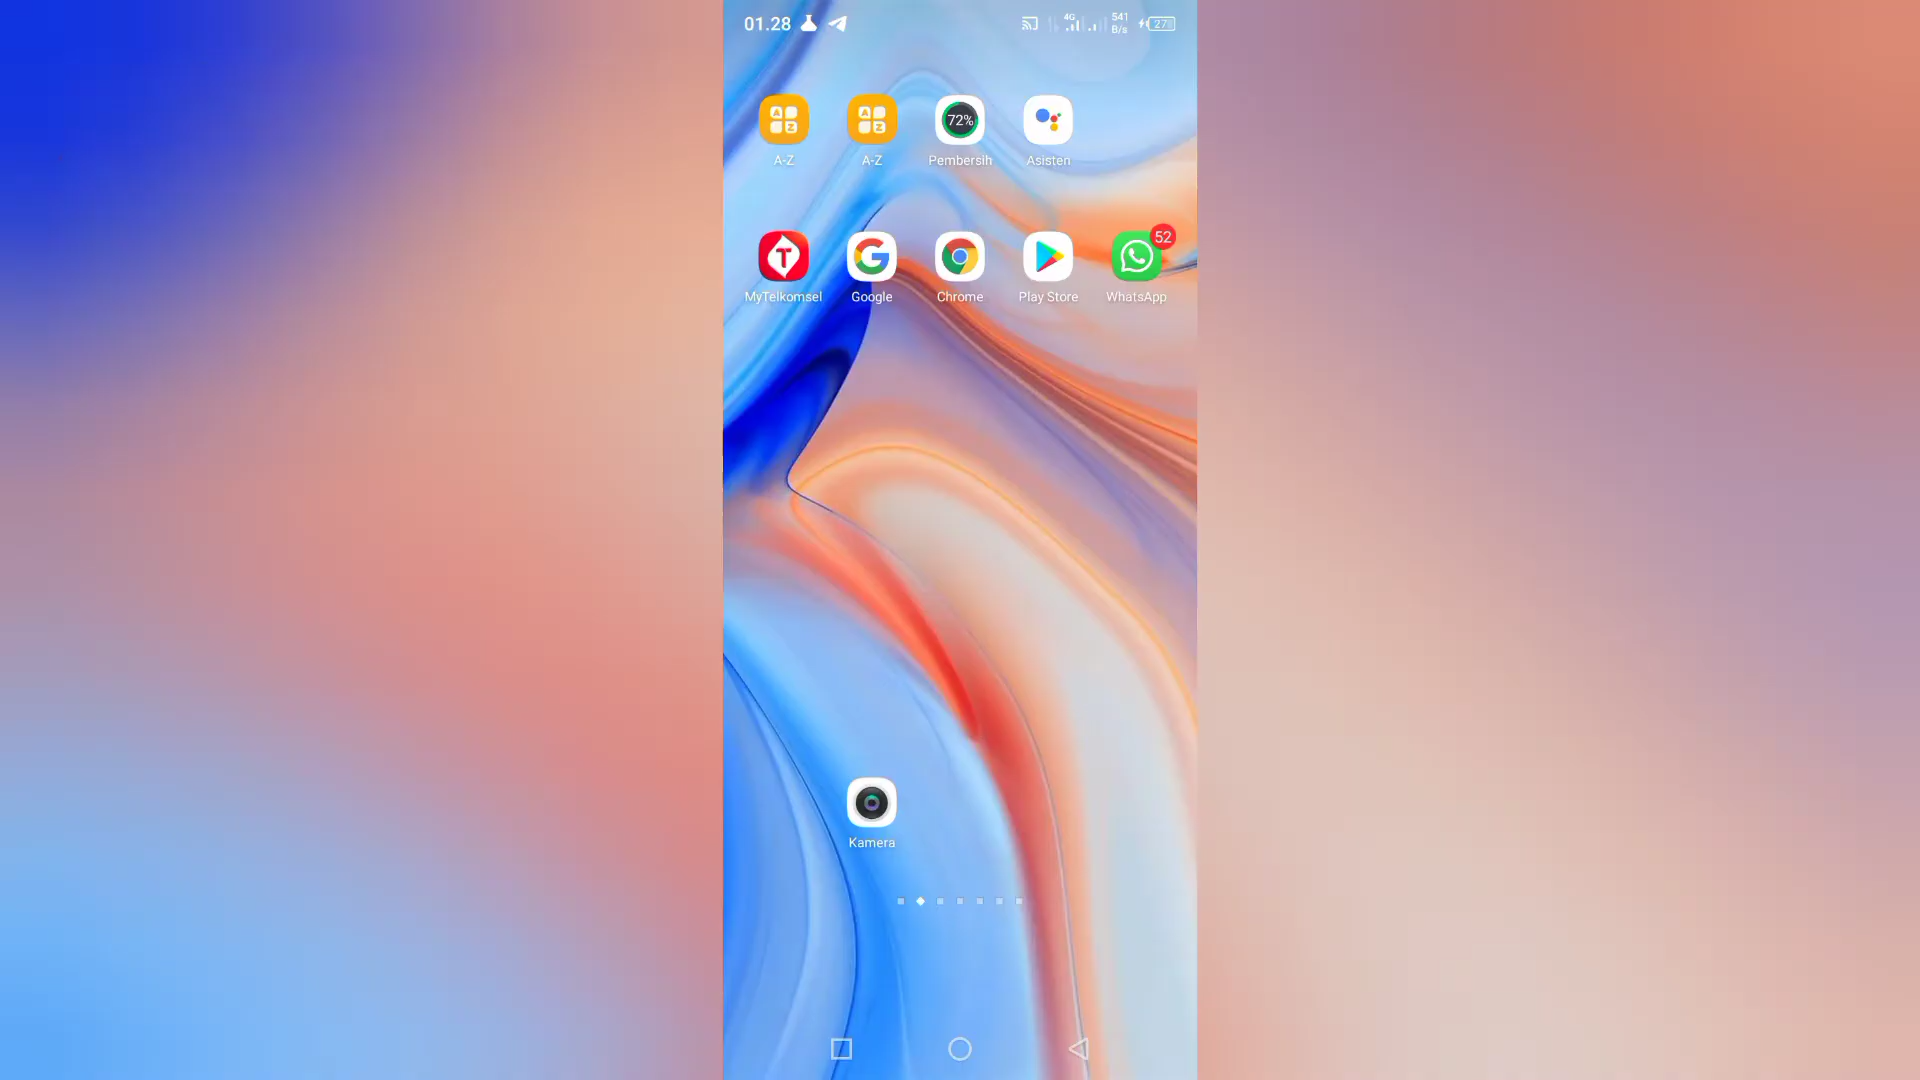 01.28
4G
541
B/s
27
A
Z
A
Z
72%
A-Z
A-Z
Pembersih
Asisten
T
G
52
MyTelkomsel
Google
Chrome
Play Store
WhatsApp
Kamera